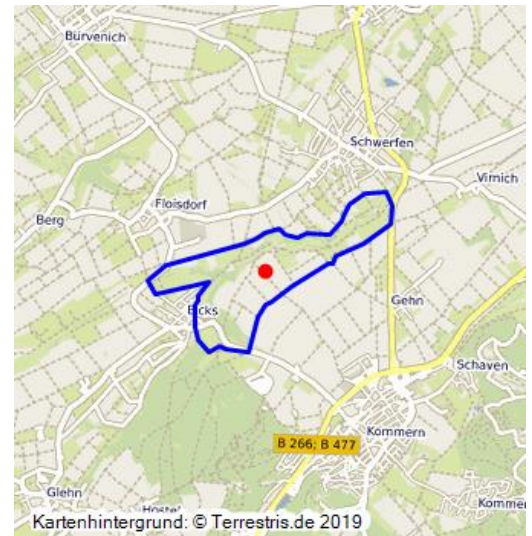 Bürvenich
Schwerfen
Virnich
Floisdorf
Berg
Gehn
Eicks
Schaven
Kommern
B 266; B 477
Glehn
Hostel
Kommern
Kartenhintergrund: © Terrestris.de 2019